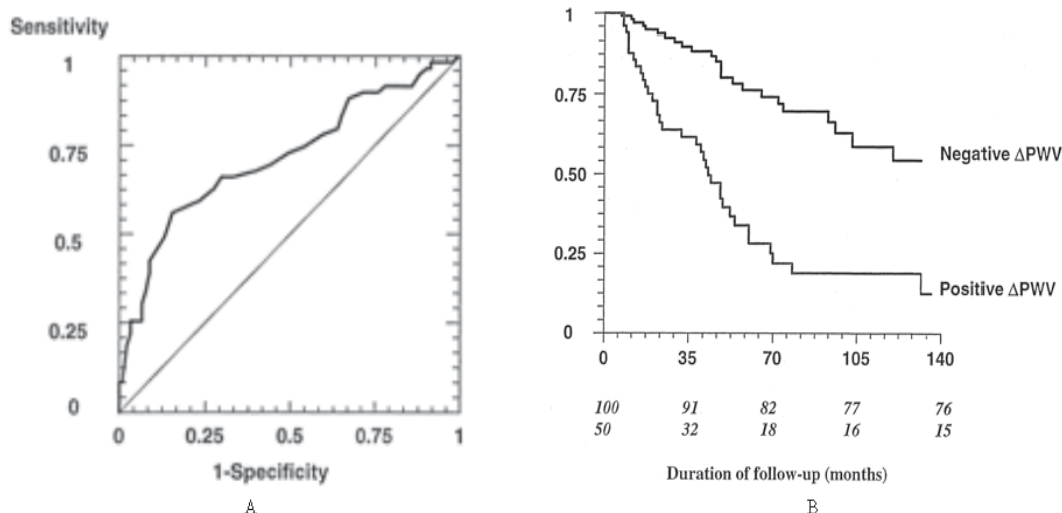 Sensitivity
1
0.75
0.5
0.25
0
0 0.25 0.5 0.75 1
1-Specificity
A
1
0.75
0.50
0.25
0
Negative ΔPWV
Positive ΔPWV
0 35 70 105 140
100 91 82 77 76
50 32 18 16 15
Duration of follow-up (months)
B